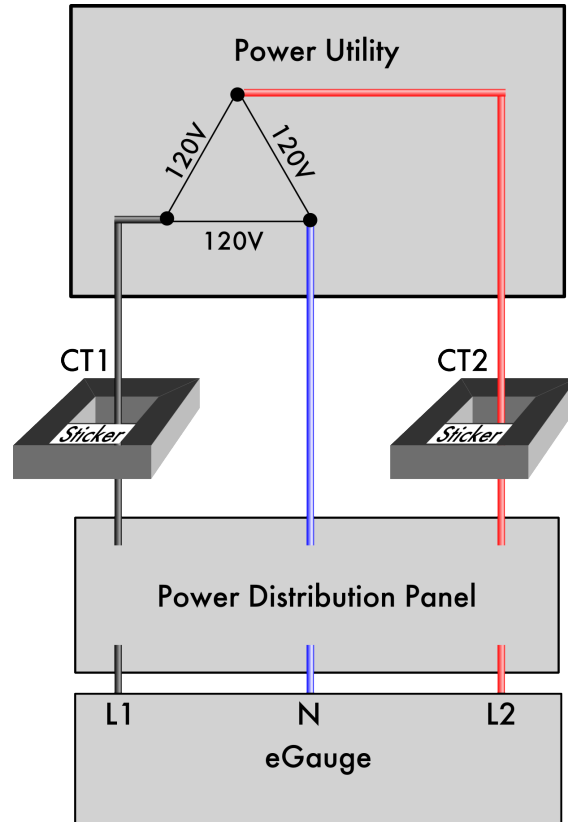 Power Utility
120V
120V
120V
CT1
CT2
Sticker
Sticker
Power Distribution Panel
L1
N
L2
eGauge